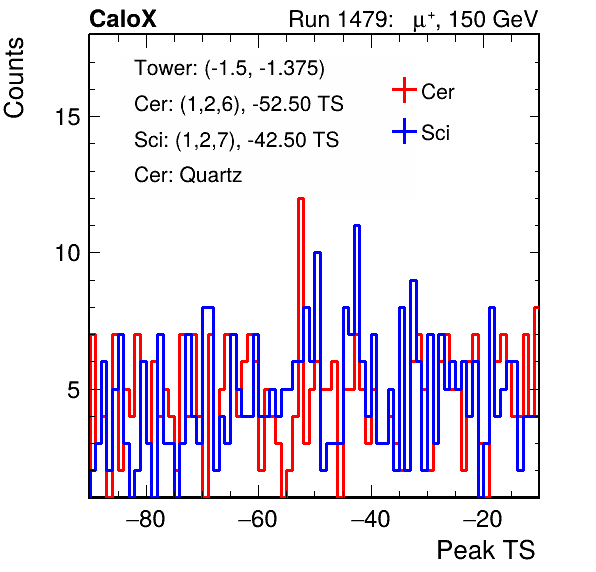 CaloX Run 1479: μ⁺, 150 GeV
Counts
Tower: (-1.5, -1.375)
Cer: (1,2,6), -52.50 TS
Sci: (1,2,7), -42.50 TS
Cer: Quartz
Cer
Sci
15
10
5
−80 −60 −40 −20
Peak TS